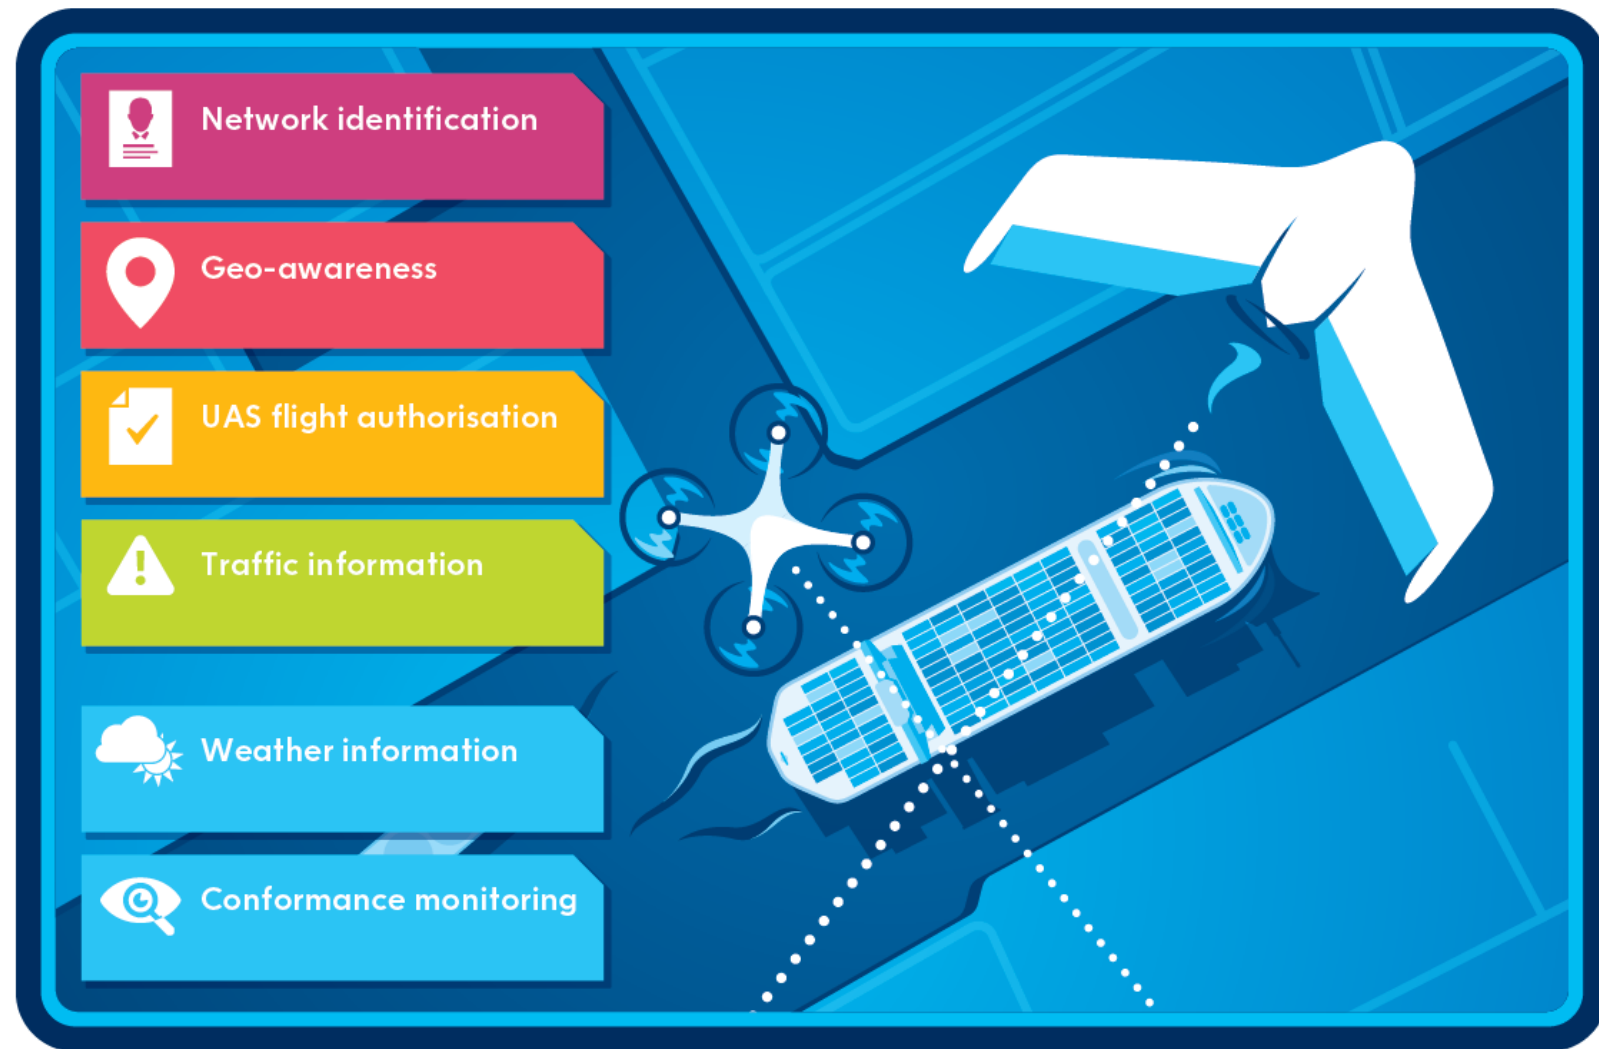 Network identification
Geo-awareness
UAS flight authorisation
Traffic information
Weather information
Conformance monitoring